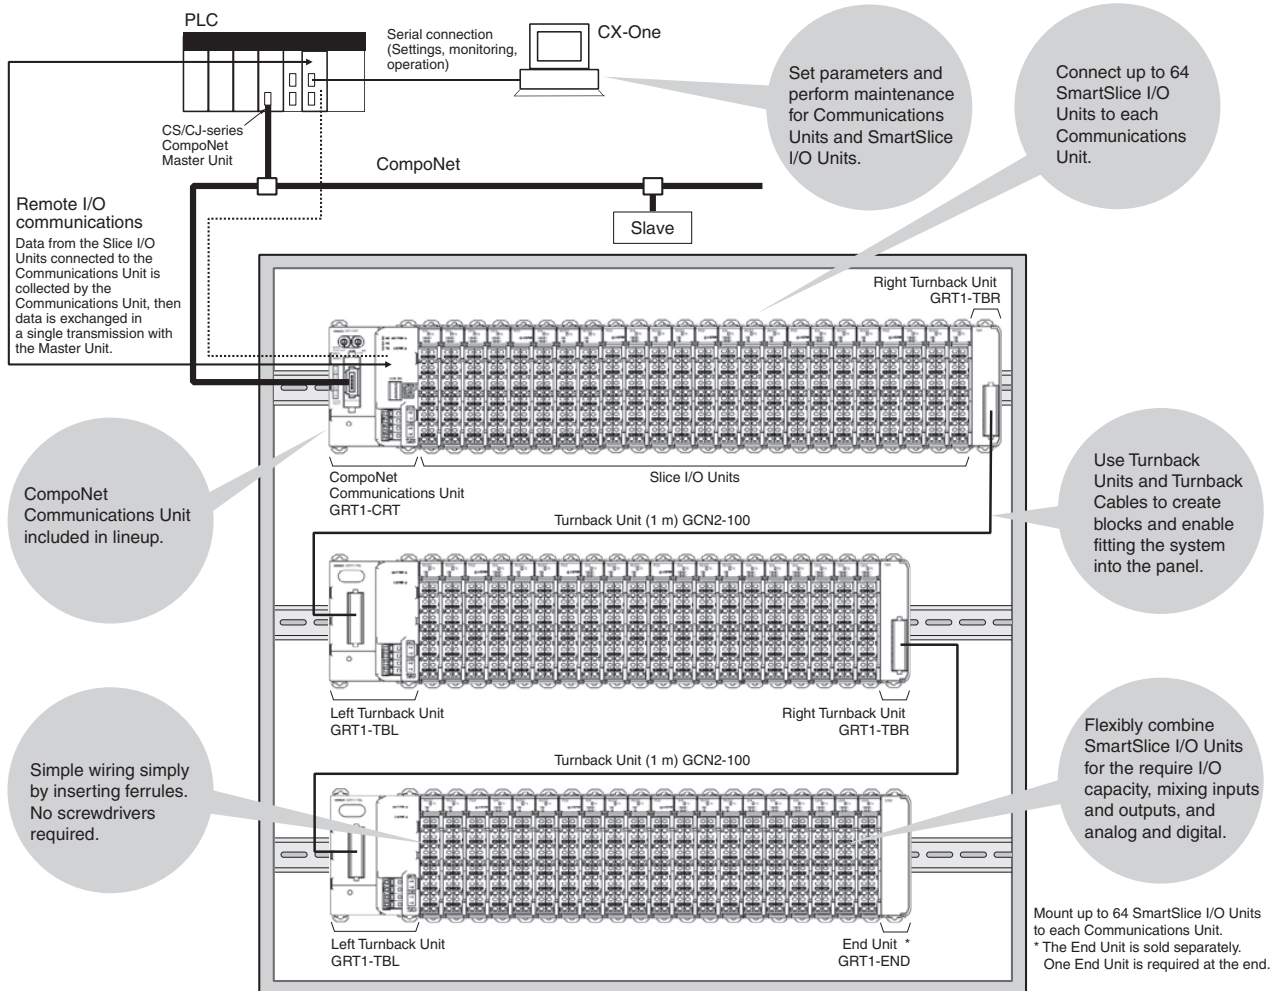 PLC
Serial connection
(Settings, monitoring,
operation)
CX-One
CS/CJ-series
CompoNet
Master Unit
CompoNet
Slave
Set parameters and
perform maintenance
for Communications
Units and SmartSlice
I/O Units.
Connect up to 64
SmartSlice I/O
Units to each
Communications
Unit.
Remote I/O
communications
Data from the Slice I/O
Units connected to the
Communications Unit is
collected by the
Communications Unit, then
data is exchanged in
a single transmission with
the Master Unit.
Right Turnback Unit
GRT1-TBR
CompoNet
Communications Unit
GRT1-CRT
Slice I/O Units
CompoNet
Communications Unit
included in lineup.
Use Turnback
Units and Turnback
Cables to create
blocks and enable
fitting the system
into the panel.
Turnback Unit (1 m) GCN2-100
Left Turnback Unit
GRT1-TBL
Right Turnback Unit
GRT1-TBR
Turnback Unit (1 m) GCN2-100
Simple wiring simply
by inserting ferrules.
No screwdrivers
required.
Flexibly combine
SmartSlice I/O Units
for the require I/O
capacity, mixing inputs
and outputs, and
analog and digital.
Left Turnback Unit
GRT1-TBL
End Unit *
GRT1-END
Mount up to 64 SmartSlice I/O Units
to each Communications Unit.
* The End Unit is sold separately.
One End Unit is required at the end.